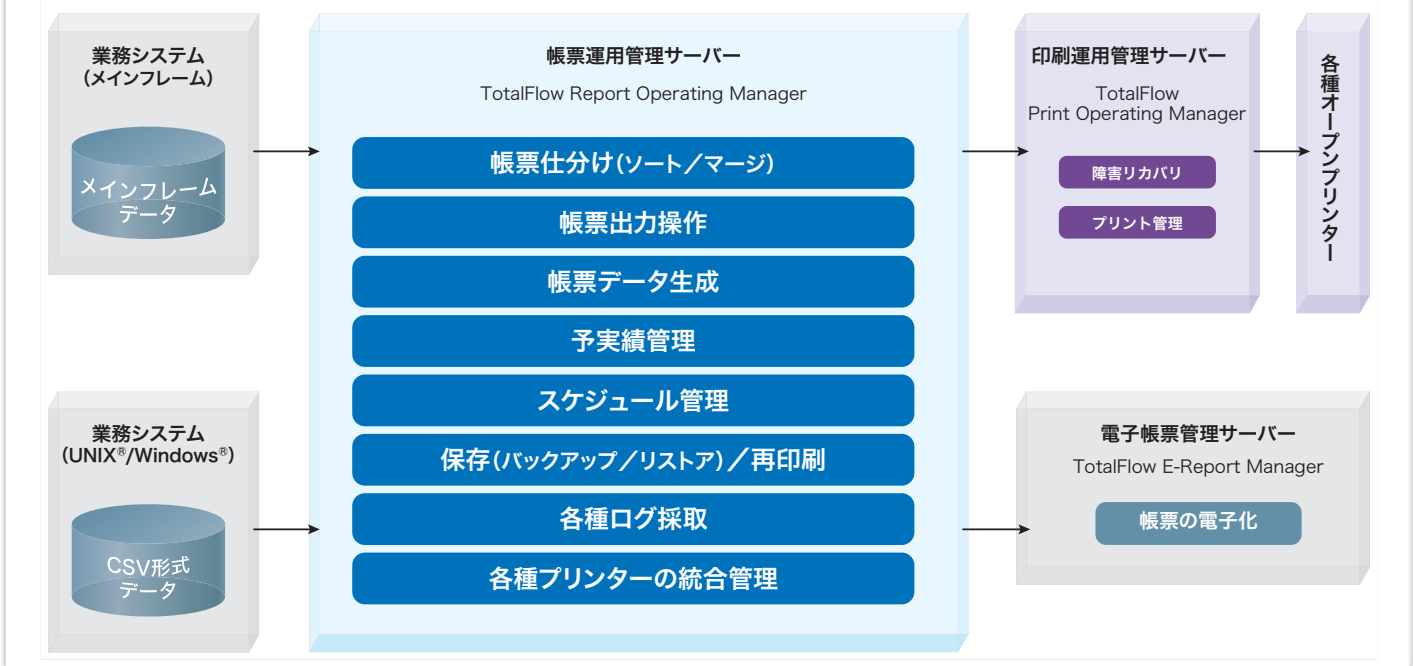 業務システム
(メインフレーム)
メインフレーム
データ
業務システム
(UNIX®/Windows®)
CSV形式
データ
帳票運用管理サーバー
TotalFlow Report Operating Manager
帳票仕分け(ソート／マージ)
帳票出力操作
帳票データ生成
予実績管理
スケジュール管理
保存(バックアップ／リストア)／再印刷
各種ログ採取
各種プリンターの統合管理
印刷運用管理サーバー
TotalFlow
Print Operating Manager
障害リカバリ
プリント管理
各種オープンプリンター
電子帳票管理サーバー
TotalFlow E-Report Manager
帳票の電子化